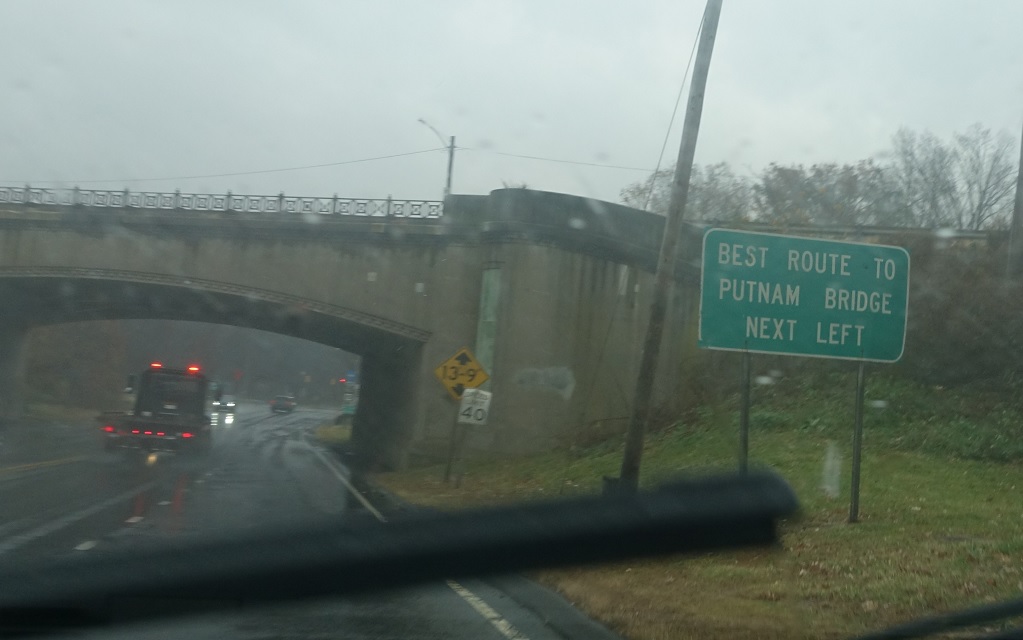 BEST ROUTE TO
PUTNAM BRIDGE
NEXT LEFT
13-9
40